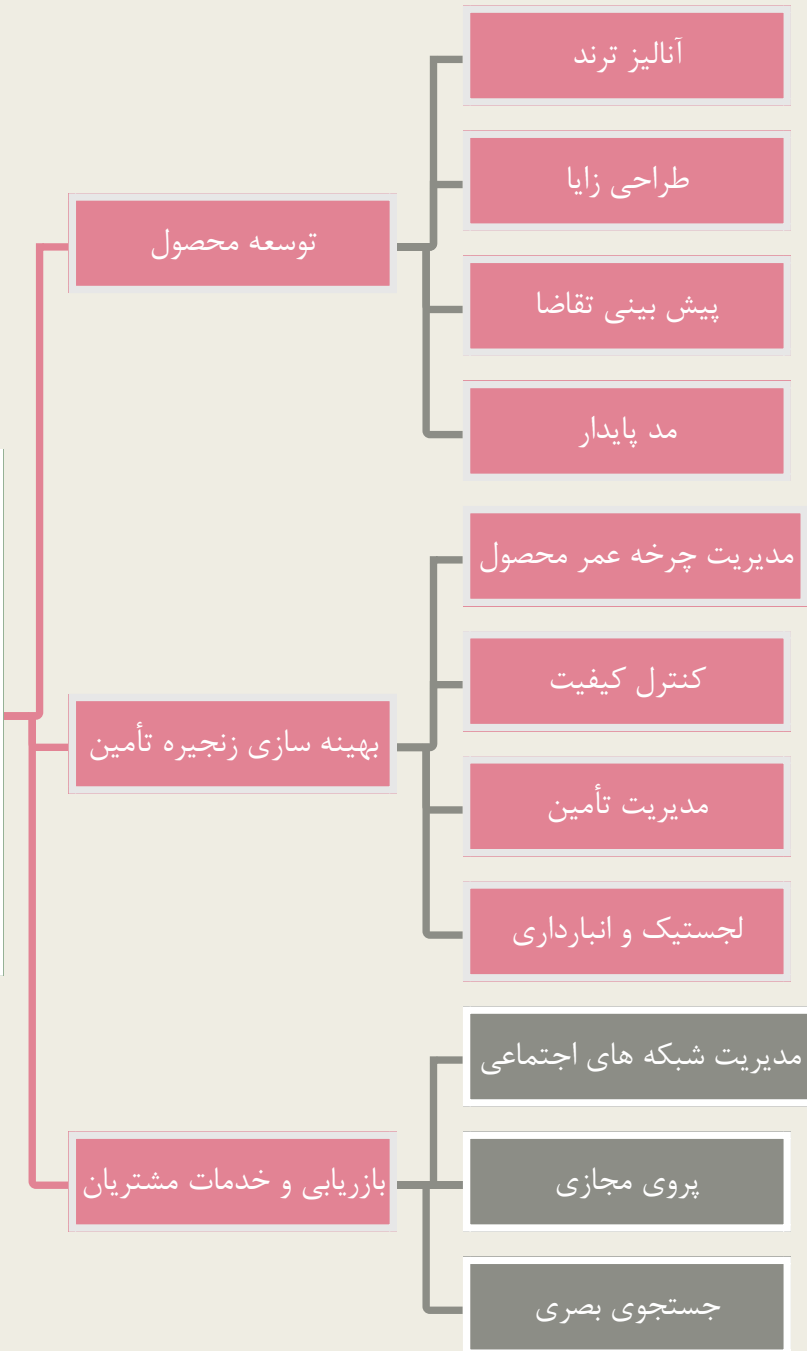 توسعه محصول
آنالیز ترند
طراحی زایا
پیش بینی تقاضا
مد پایدار
بهینه سازی زنجیره تأمین
مدیریت چرخه عمر محصول
کنترل کیفیت
مدیریت تأمین
لجستیک و انبارداری
بازریابی و خدمات مشتریان
مدیریت شبکه های اجتماعی
پروی مجازی
جستجوی بصری